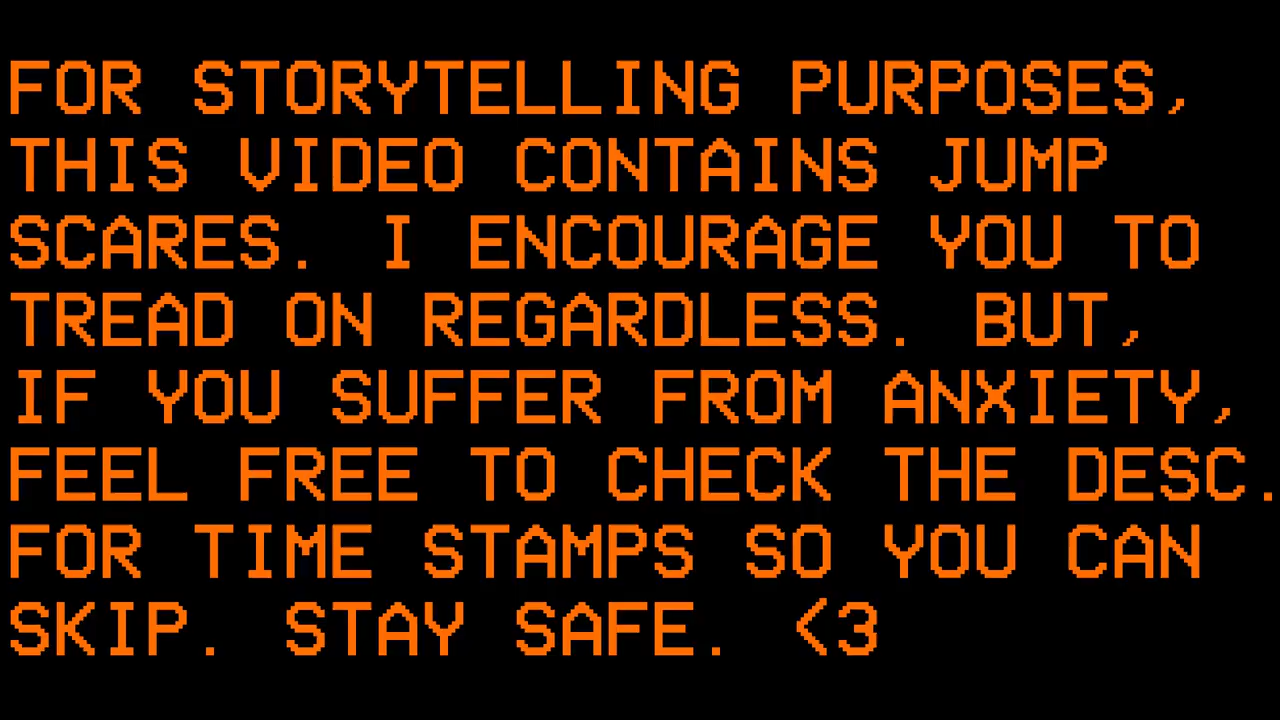 FOR STORYTELLING PURPOSES,
THIS VIDEO CONTAINS JUMP
SCARES. I ENCOURAGE YOU TO
TREAD ON REGARDLESS. BUT,
IF YOU SUFFER FROM ANXIETY,
FEEL FREE TO CHECK THE DESC.
FOR TIME STAMPS SO YOU CAN
SKIP. STAY SAFE. <3